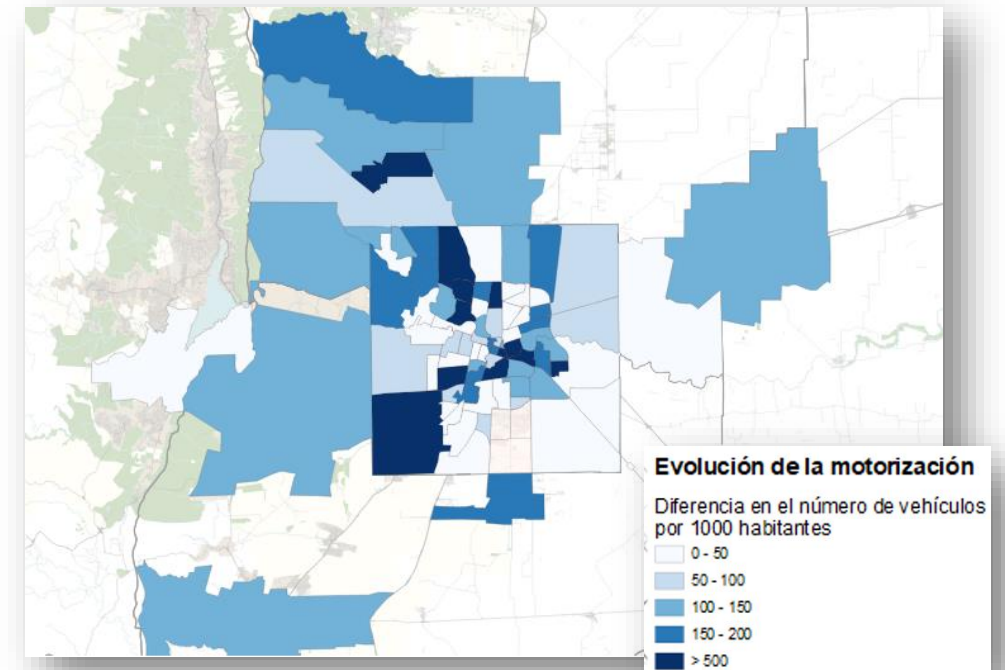 Evolución de la motorización
Diferencia en el número de vehículos
por 1000 habitantes
0 - 50
50 - 100
100 - 150
150 - 200
> 500